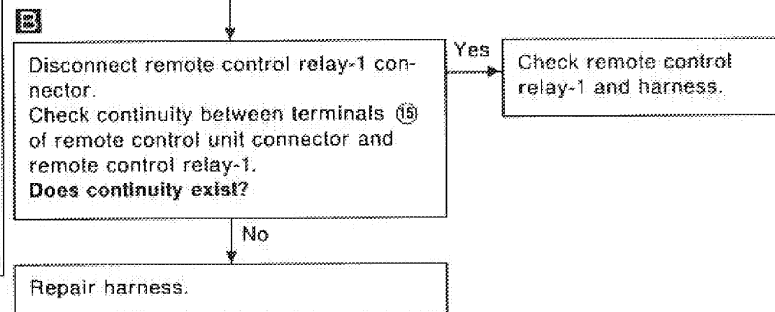 B
Disconnect remote control relay-1 con-
nector.
Check continuity between terminals ⑮
of remote control unit connector and
remote control relay-1.
Does continuity exist?
Yes
Check remote control
relay-1 and harness.
No
Repair harness.